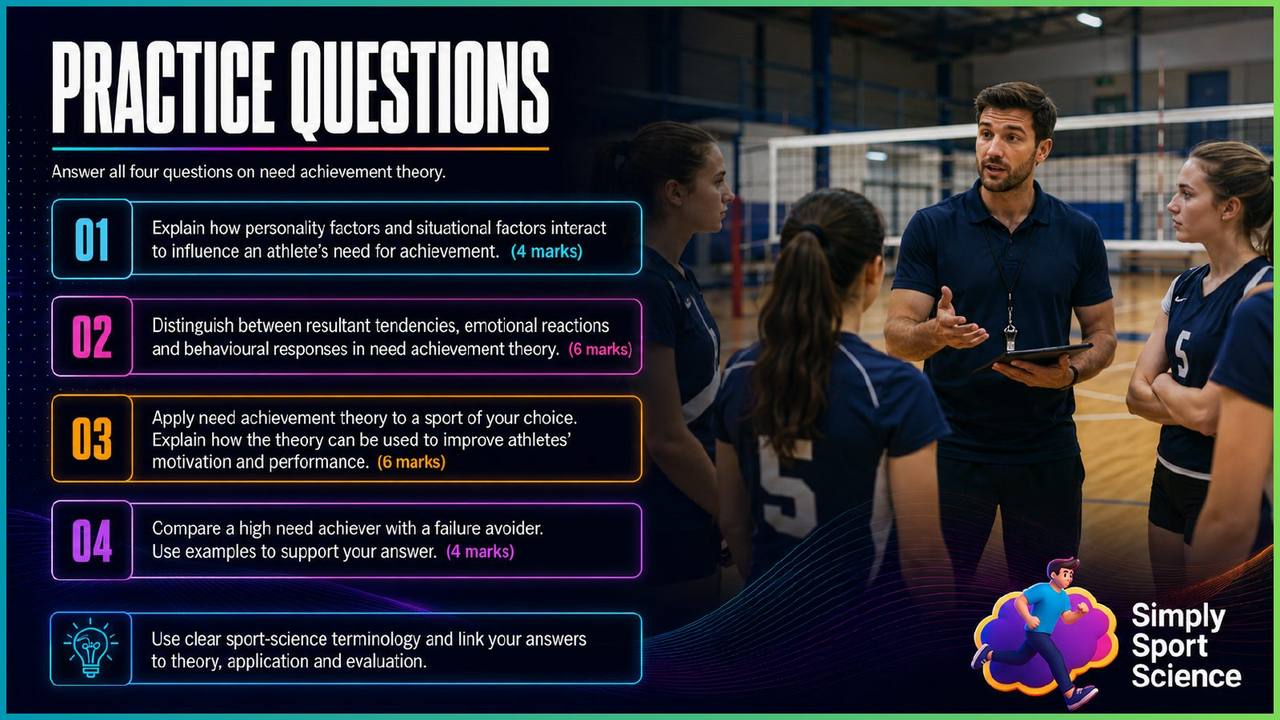 PRACTICE QUESTIONS
Answer all four questions on need achievement theory.
01
Explain how personality factors and situational factors interact
to influence an athlete's need for achievement. (4 marks)
02
Distinguish between resultant tendencies, emotional reactions
and behavioural responses in need achievement theory. (6 marks)
03
Apply need achievement theory to a sport of your choice.
Explain how the theory can be used to improve athletes'
motivation and performance. (6 marks)
04
Compare a high need achiever with a failure avoider.
Use examples to support your answer. (4 marks)
Use clear sport-science terminology and link your answers
to theory, application and evaluation.
5
5
Simply
Sport
Science